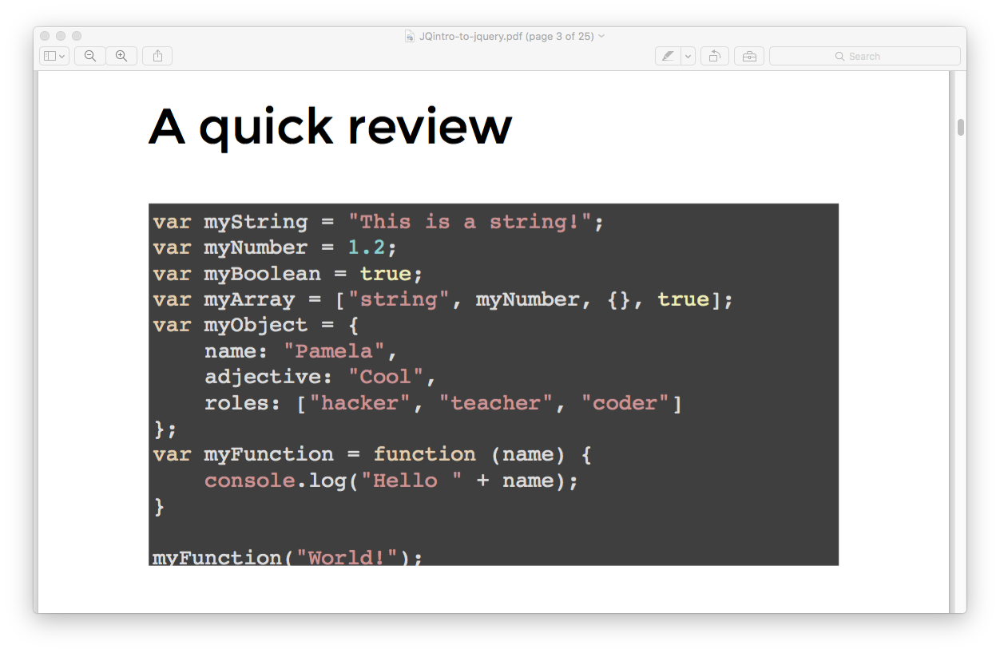 JQintro-to-jquery.pdf (page 3 of 25)
Search
A quick review
var myString = "This is a string!";
var myNumber = 1.2;
var myBoolean = true;
var myArray = ["string", myNumber, {}, true];
var myObject = {
    name: "Pamela",
    adjective: "Cool",
    roles: ["hacker", "teacher", "coder"]
};
var myFunction = function (name) {
    console.log("Hello " + name);
}
myFunction("World!");